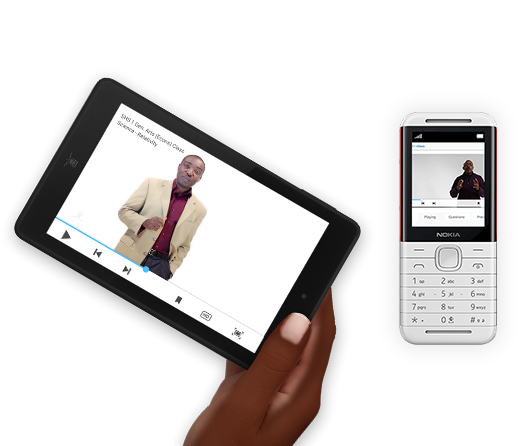 SHS 1 Gen. Arts (Econs) Class
Science - Relativity
HD
Playing
Questions
NOKIA
1
2 abc
3 def
4 ghi
5 jkl
6 mno
7 pqrs
8 tuv
9 wxyz
*
0
#